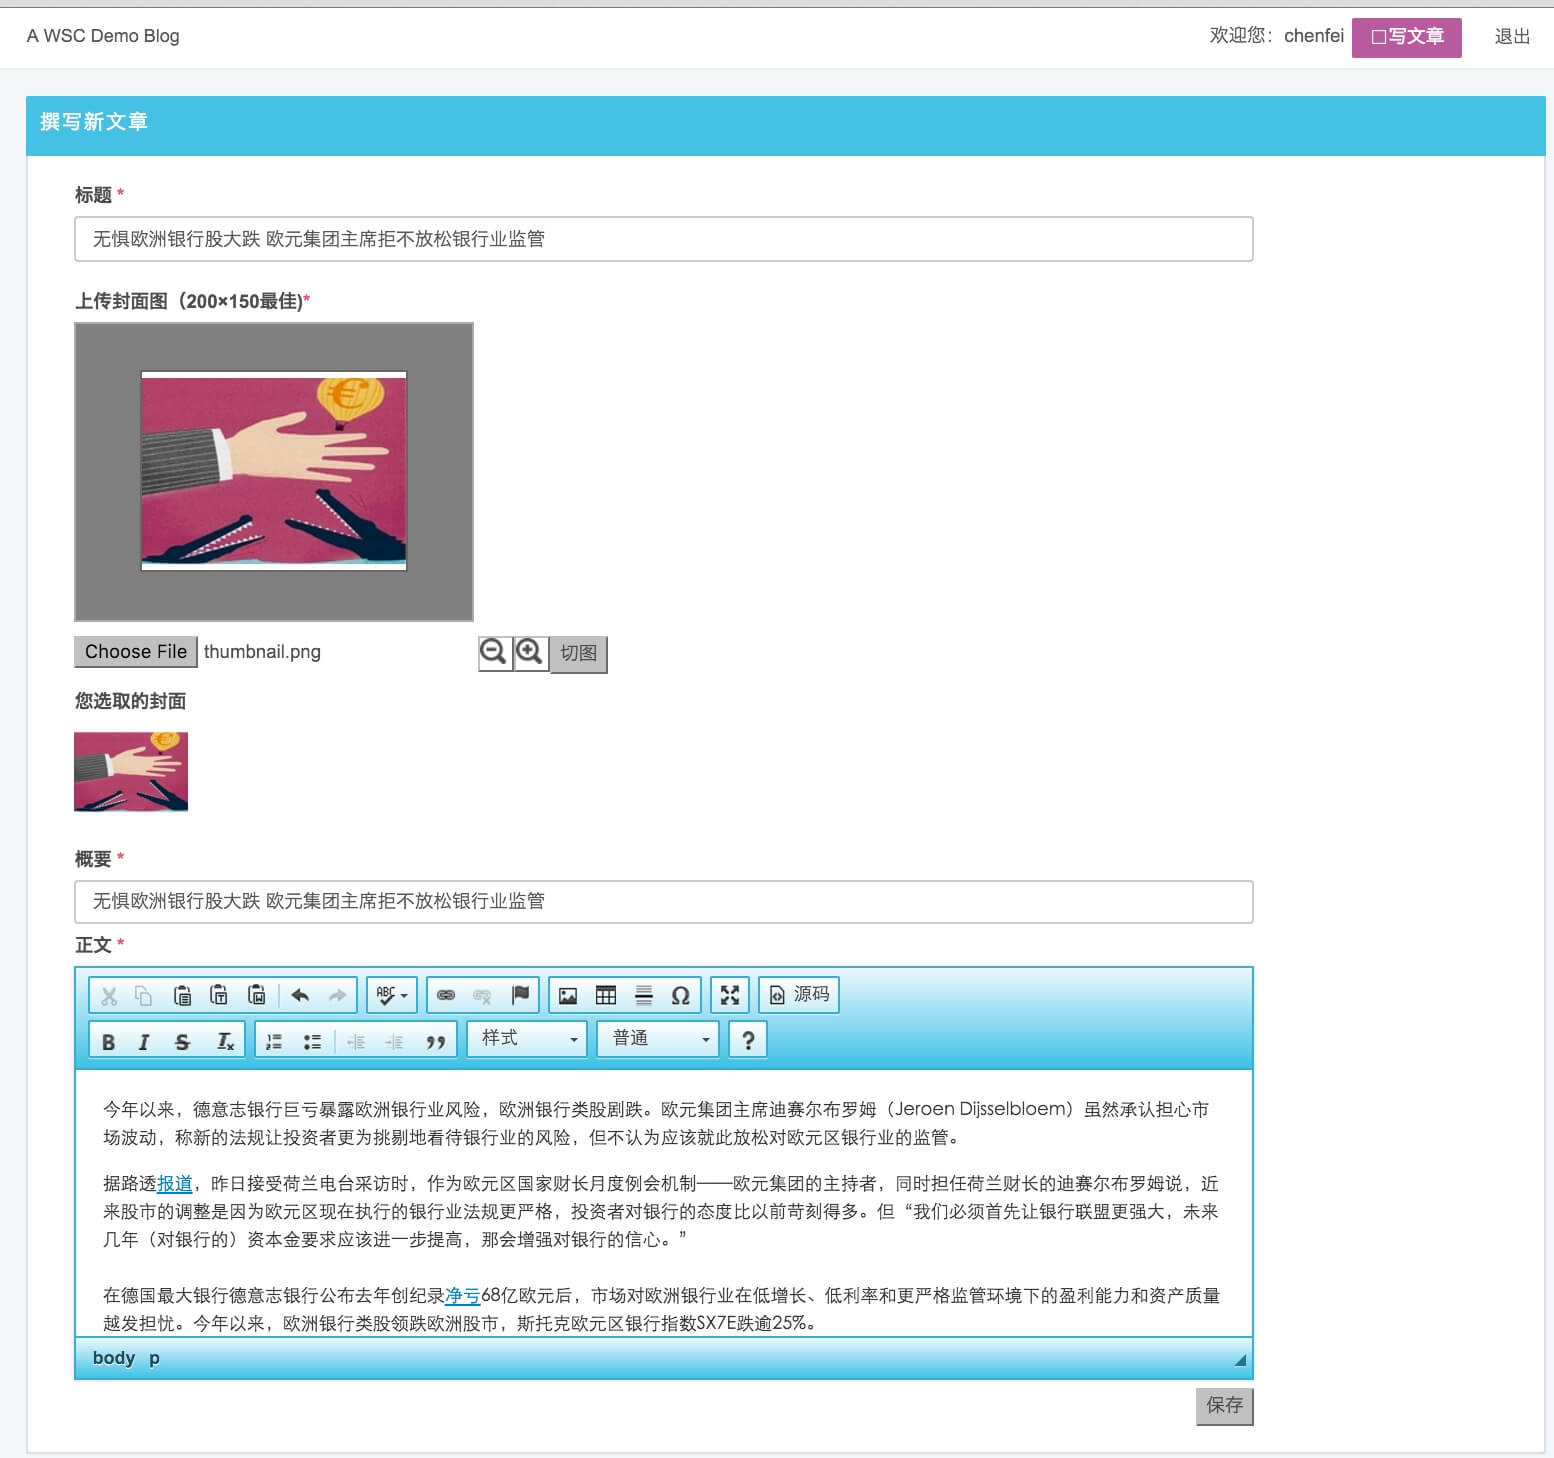 A WSC Demo Blog
欢迎您：chenfei 写文章 退出
撰写新文章
标题 *
无惧欧洲银行股大跌 欧元集团主席拒不放松银行业监管
上传封面图（200×150最佳)*
€
Choose File thumbnail.png 切图
您选取的封面
概要 *
无惧欧洲银行股大跌 欧元集团主席拒不放松银行业监管
正文 *
ABC Ω 源码
B I S Tx 样式 普通 ?
今年以来，德意志银行巨亏暴露欧洲银行业风险，欧洲银行类股剧跌。欧元集团主席迪赛尔布罗姆（Jeroen Dijsselbloem）虽然承认担心市
场波动，称新的法规让投资者更为挑剔地看待银行业的风险，但不认为应该就此放松对欧元区银行业的监管。
据路透报道，昨日接受荷兰电台采访时，作为欧元区国家财长月度例会机制——欧元集团的主持者，同时担任荷兰财长的迪赛尔布罗姆说，近
来股市的调整是因为欧元区现在执行的银行业法规更严格，投资者对银行的态度比以前苛刻得多。但“我们必须首先让银行联盟更强大，未来
几年（对银行的）资本金要求应该进一步提高，那会增强对银行的信心。”
在德国最大银行德意志银行公布去年创纪录净亏68亿欧元后，市场对欧洲银行业在低增长、低利率和更严格监管环境下的盈利能力和资产质量
越发担忧。今年以来，欧洲银行类股领跌欧洲股市，斯托克欧元区银行指数SX7E跌逾25%。
body p
保存